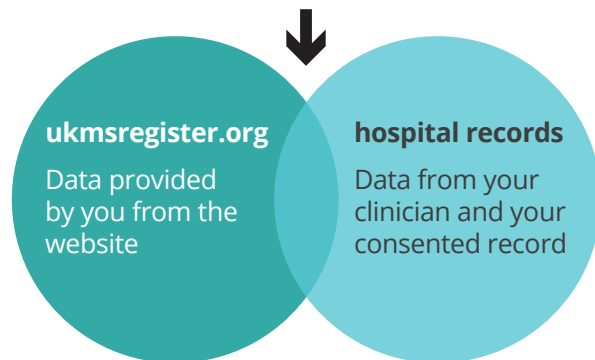 ukmsregister.org
Data provided
by you from the
website
hospital records
Data from your
clinician and your
consented record